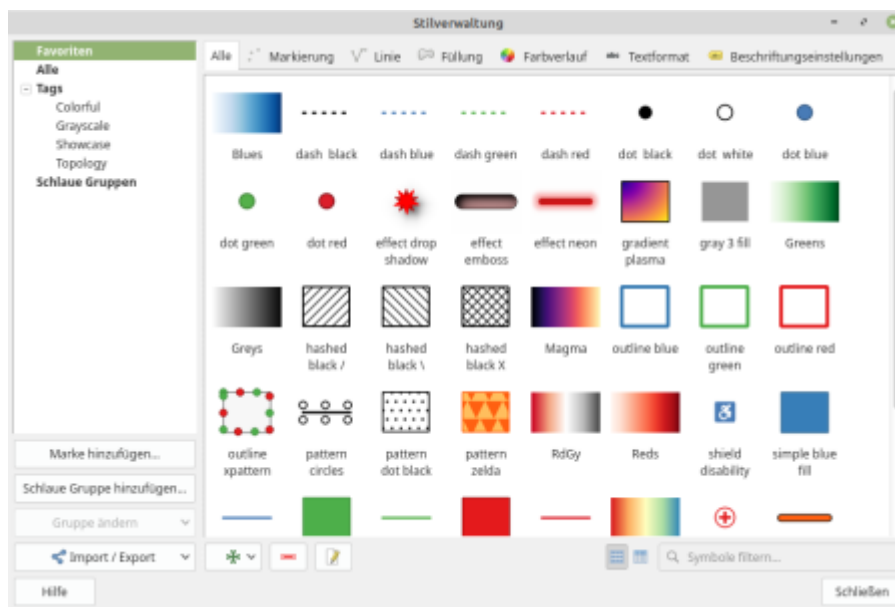 Stilverwaltung
Favoriten
Alle
Tags
Colorful
Grayscale
Showcase
Topology
Schlaue Gruppen
Marke hinzufügen...
Schlaue Gruppe hinzufügen...
Gruppe ändern
Import / Export
Hilfe
Alle Markierung Linie Füllung Farbverlauf abc Textformat Beschriftungseinstellungen
Blues dash black dash blue dash green dash red dot black dot white dot blue
dot green dot red effect drop effect effect neon gradient gray 3 fill Greens
shadow emboss plasma
Greys hashed hashed hashed Magma outline blue outline outline red
black / black \ black X green
outline pattern pattern pattern RdGy Reds shield simple blue
xpattern circles dot black zelda disability fill
Symbole filtern...
Schließen